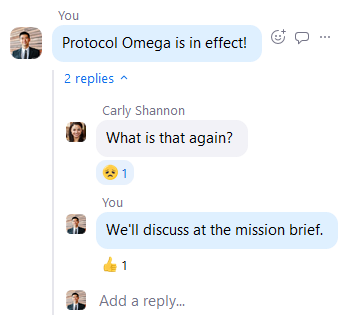 You
Protocol Omega is in effect!
2 replies
Carly Shannon
What is that again?
1
You
We'll discuss at the mission brief.
1
Add a reply...